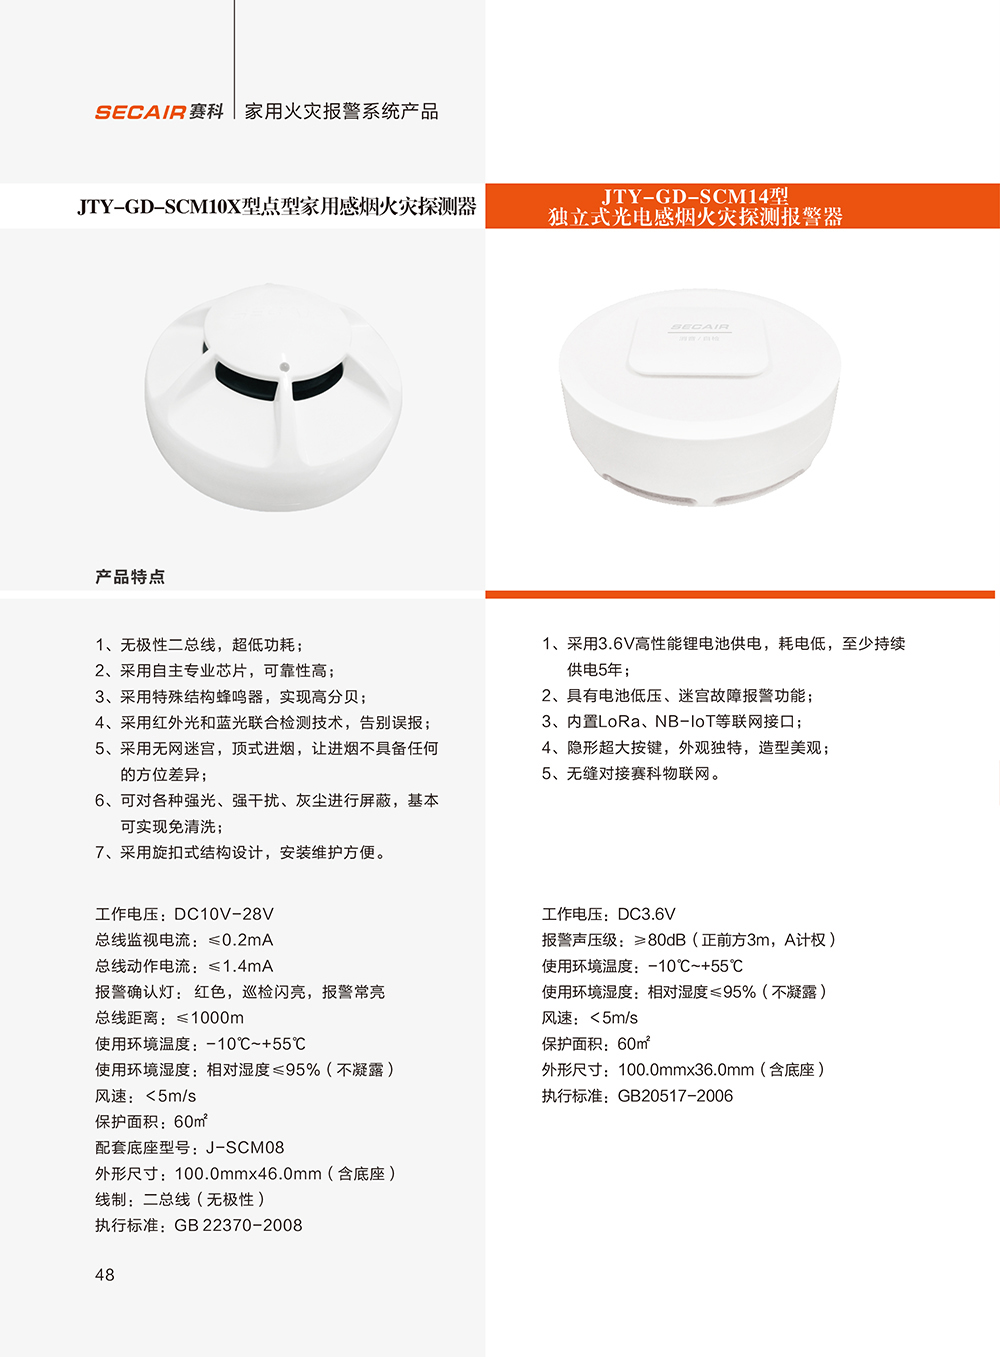 SECAIR 赛科 家用火灾报警系统产品
JTY-GD-SCM10X型点型家用感烟火灾探测器
JTY-GD-SCM14型
独立式光电感烟火灾探测报警器
SECAIR
产品特点
1、无极性二总线，超低功耗；
2、采用自主专业芯片，可靠性高；
3、采用特殊结构蜂鸣器，实现高分贝；
4、采用红外光和蓝光联合检测技术，告别误报；
5、采用无网迷宫，顶式进烟，让进烟不具备任何
的方位差异；
6、可对各种强光、强干扰、灰尘进行屏蔽，基本
可实现免清洗；
7、采用旋扣式结构设计，安装维护方便。
工作电压：DC10V-28V
总线监视电流：≤0.2mA
总线动作电流：≤1.4mA
报警确认灯： 红色，巡检闪亮，报警常亮
总线距离：≤1000m
使用环境温度：-10℃~+55℃
使用环境湿度：相对湿度≤95%（不凝露）
风速：<5m/s
保护面积：60㎡
配套底座型号：J-SCM08
外形尺寸：100.0mmx46.0mm（含底座）
线制：二总线（无极性）
执行标准：GB 22370-2008
1、采用3.6V高性能锂电池供电，耗电低，至少持续
供电5年；
2、具有电池低压、迷宫故障报警功能；
3、内置LoRa、NB-IoT等联网接口；
4、隐形超大按键，外观独特，造型美观；
5、无缝对接赛科物联网。
工作电压：DC3.6V
报警声压级：≥80dB（正前方3m，A计权）
使用环境温度：-10℃~+55℃
使用环境湿度：相对湿度≤95%（不凝露）
风速：<5m/s
保护面积：60㎡
外形尺寸：100.0mmx36.0mm（含底座）
执行标准：GB20517-2006
48